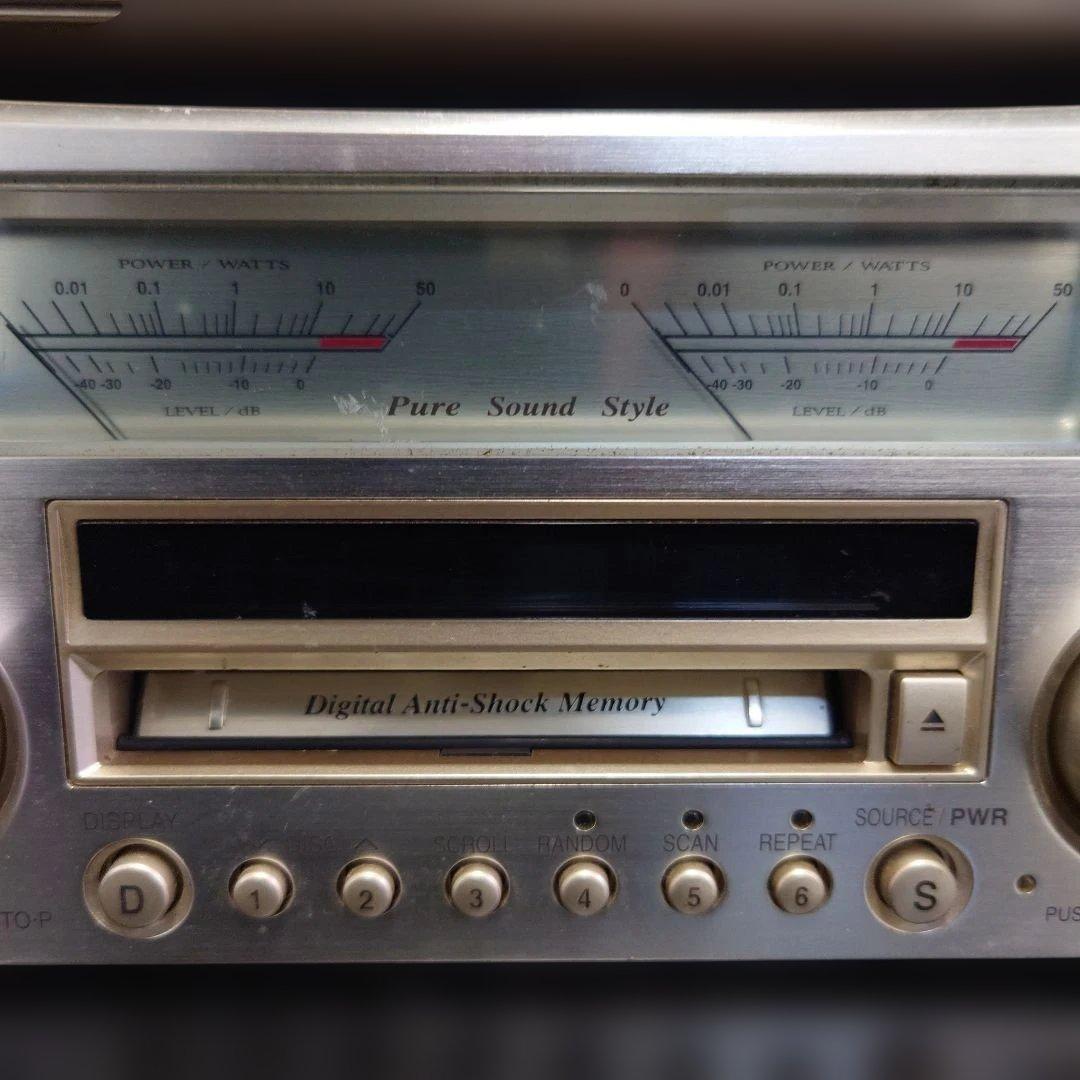 POWER / WATTS
0.01 0.1 1 10 50
-40 -30 -20 -10 0
LEVEL / dB
POWER / WATTS
0 0.01 0.1 1 10 50
-40 -30 -20 -10 0
LEVEL / dB
Pure Sound Style
Digital Anti-Shock Memory
DISPLAY
SCROLL
RANDOM
SCAN
REPEAT
SOURCE / PWR
D 1 2 3 4 5 6 S
TO·P
PUS